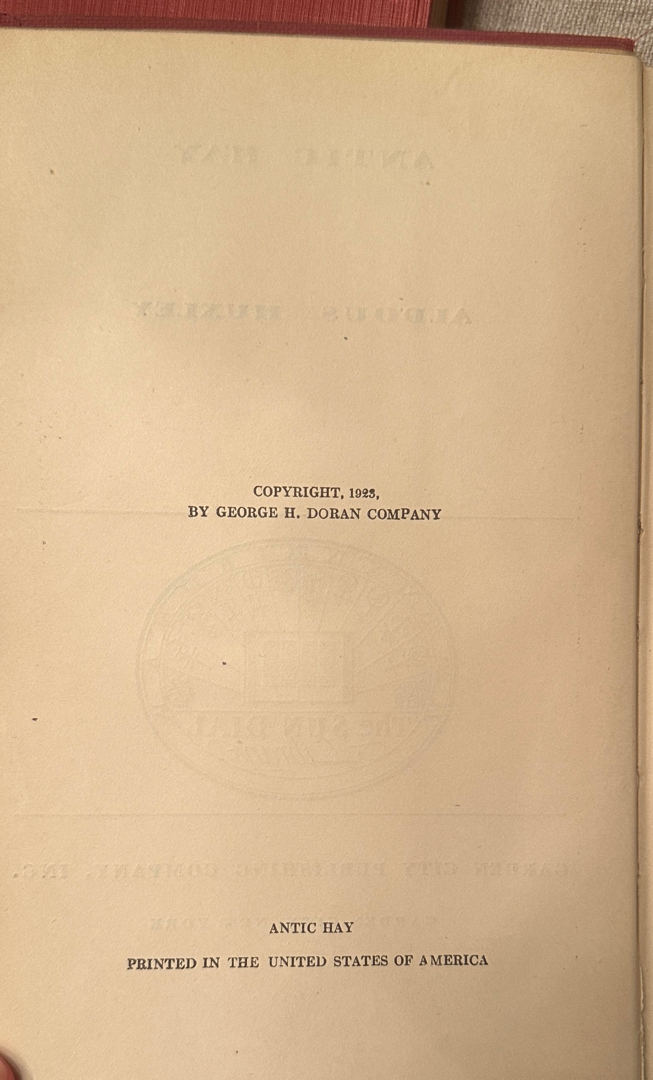 COPYRIGHT, 1923,
BY GEORGE H. DORAN COMPANY
ANTIC HAY
PRINTED IN THE UNITED STATES OF AMERICA